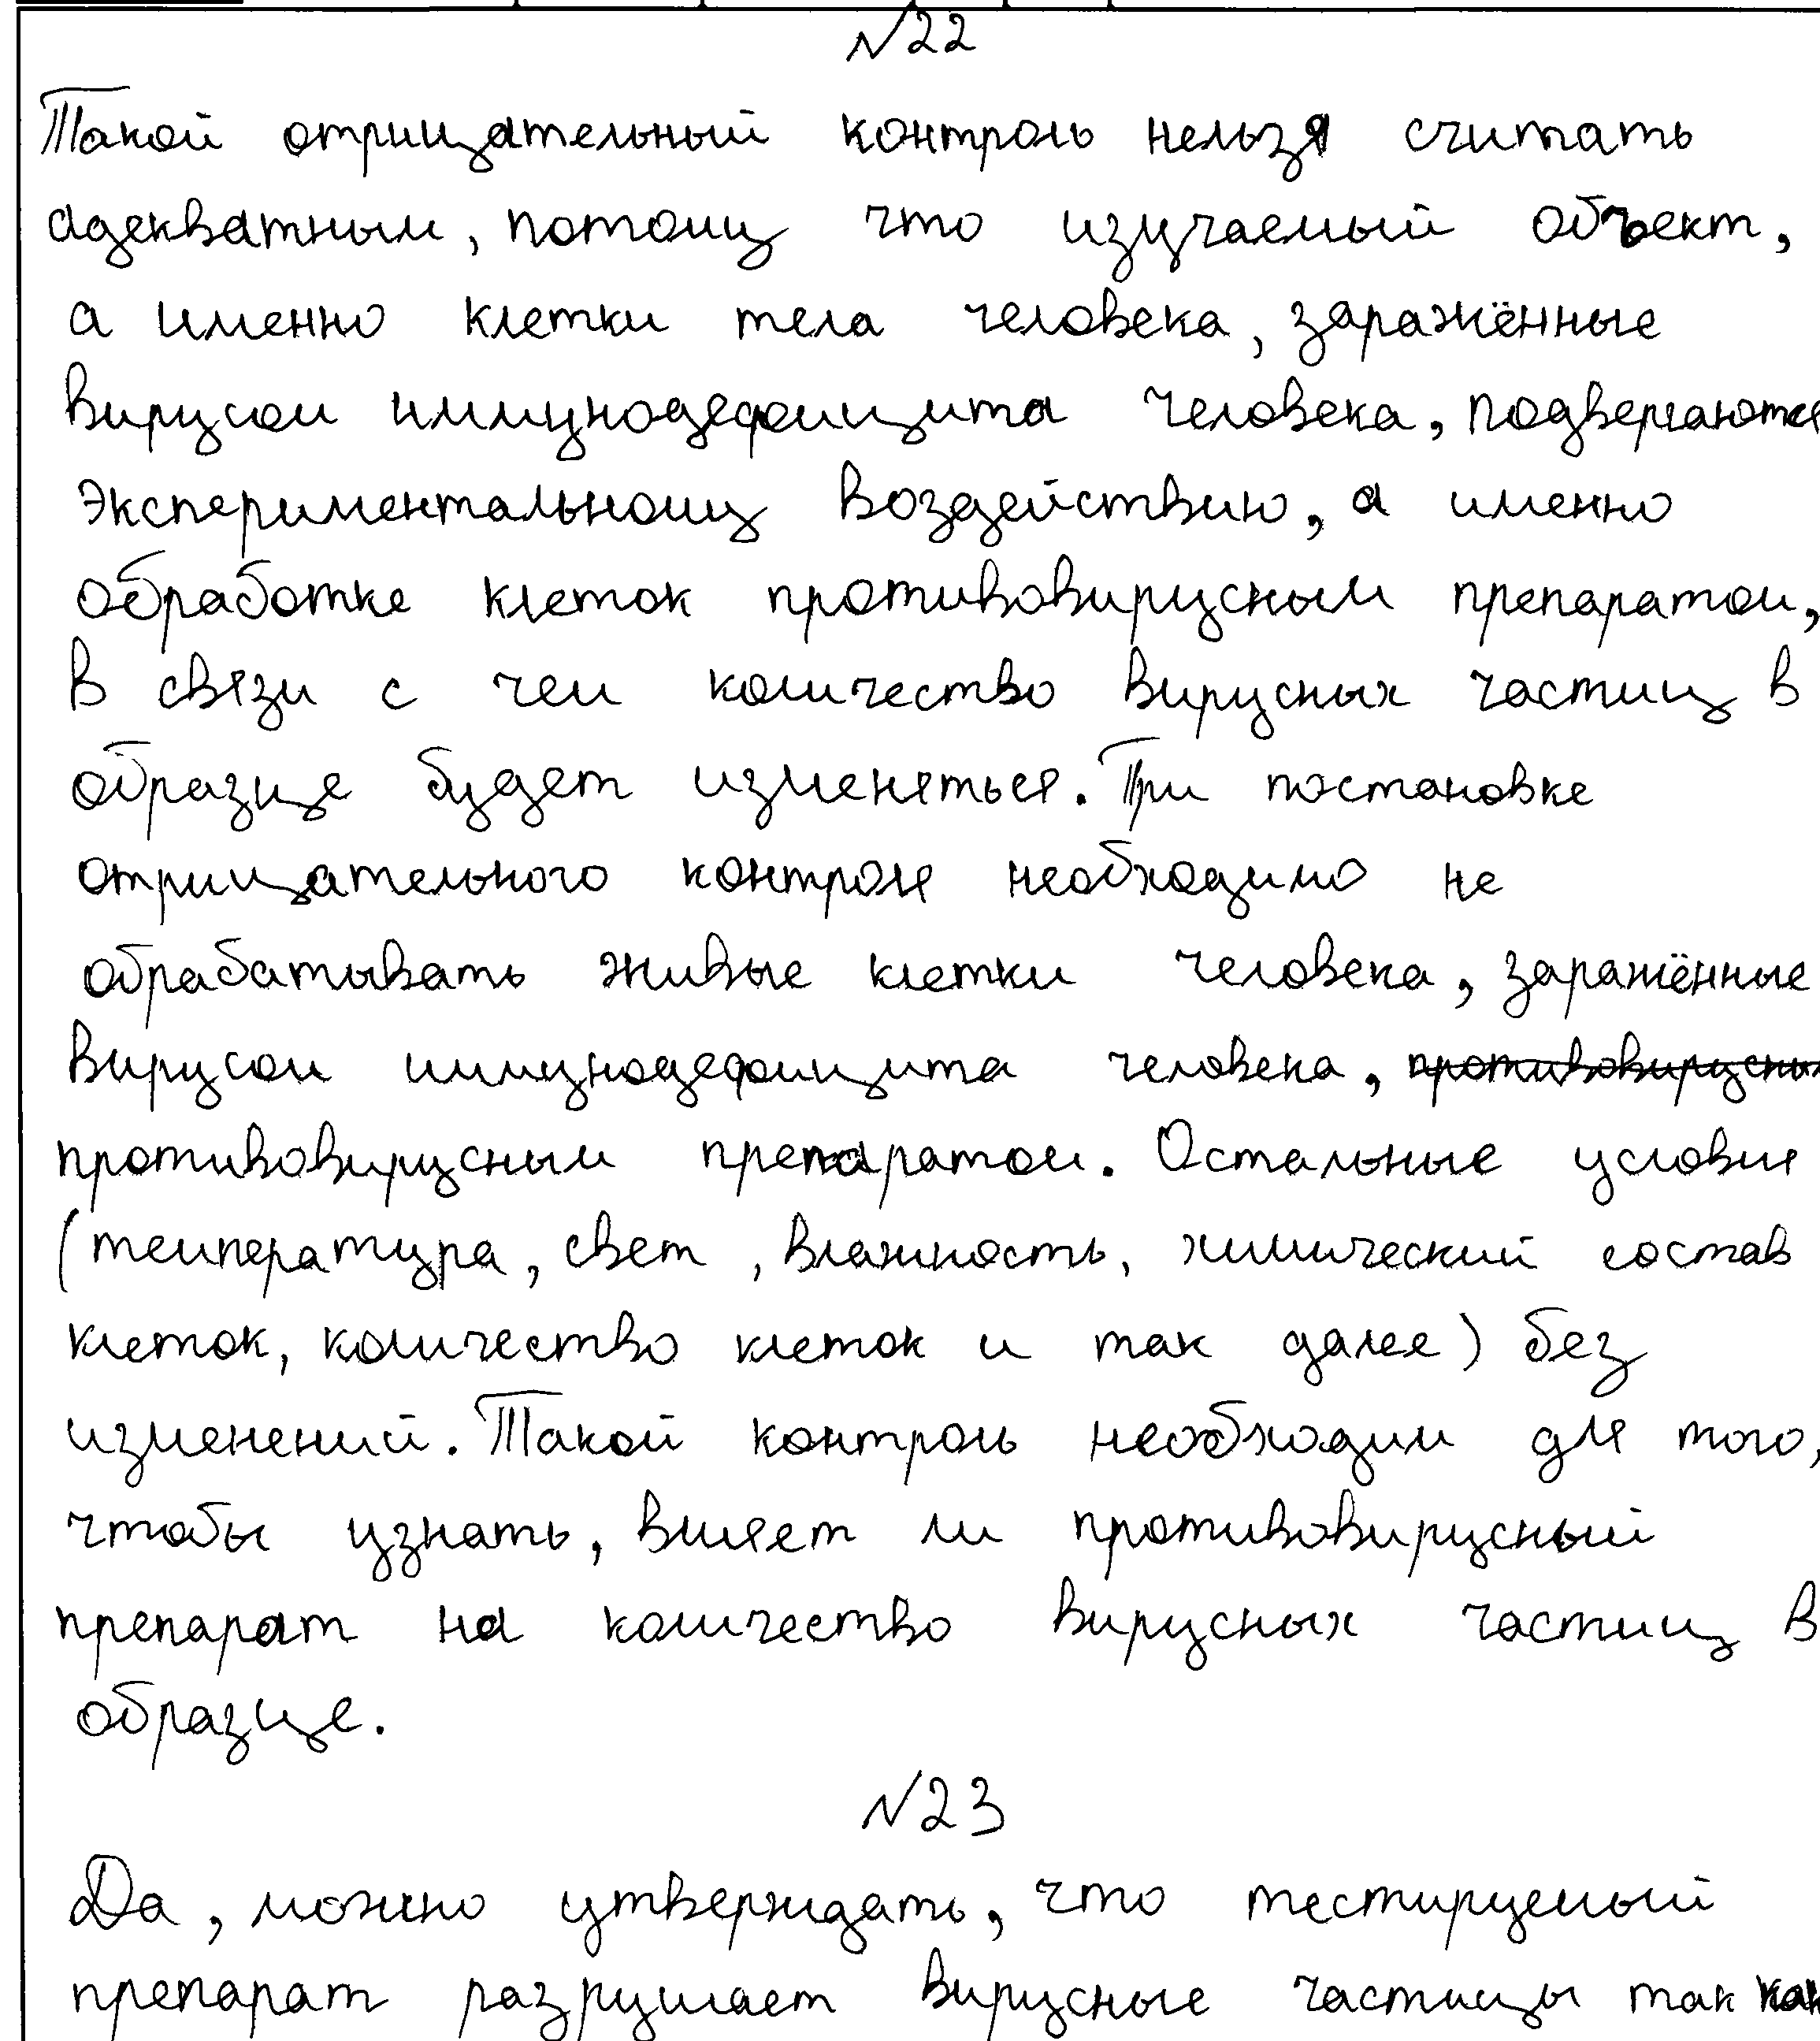 №22
Такой отрицательный контроль нельзя считать
адекватным, потому что изучаемый объект,
а именно клетки тела человека, заражённые
вирусом иммунодефицита человека, подвергаются
экспериментальному воздействию, а именно
обработке клеток противовирусным препаратом,
в связи с чем количество вирусных частиц в
образце будет изменяться. При постановке
отрицательного контроля необходимо не
обрабатывать живые клетки человека, заражённые
вирусом иммунодефицита человека, противовирусным
противовирусным препаратом. Остальные условия
(температура, свет, влажность, химический состав
клеток, количество клеток и так далее) без
изменений. Такой контроль необходим для того,
чтобы узнать, влияет ли противовирусный
препарат на количество вирусных частиц в
образце.
№23
Да, можно утверждать, что тестируемый
препарат разрушает вирусные частицы так как